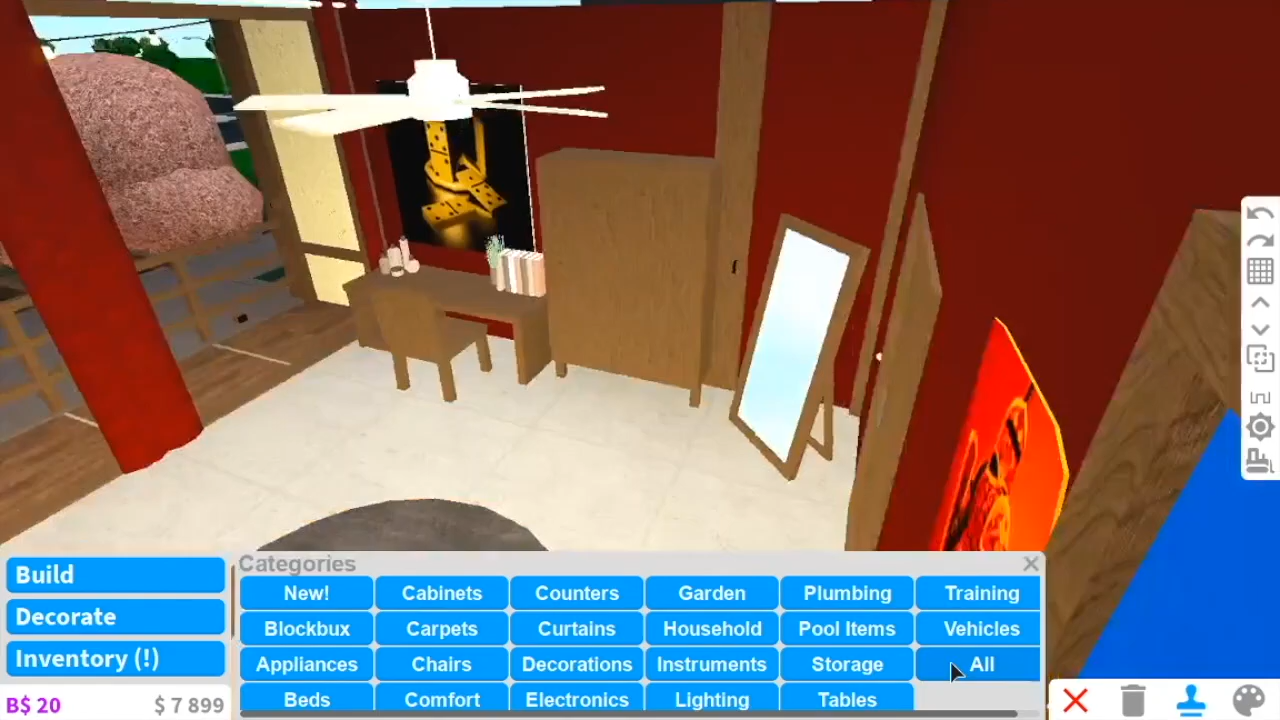 Categories
New! Cabinets Counters Garden Plumbing Training
Blockbux Carpets Curtains Household Pool Items Vehicles
Appliances Chairs Decorations Instruments Storage All
Beds Comfort Electronics Lighting Tables
Build
Decorate
Inventory (!)
B$ 20 $ 7 899